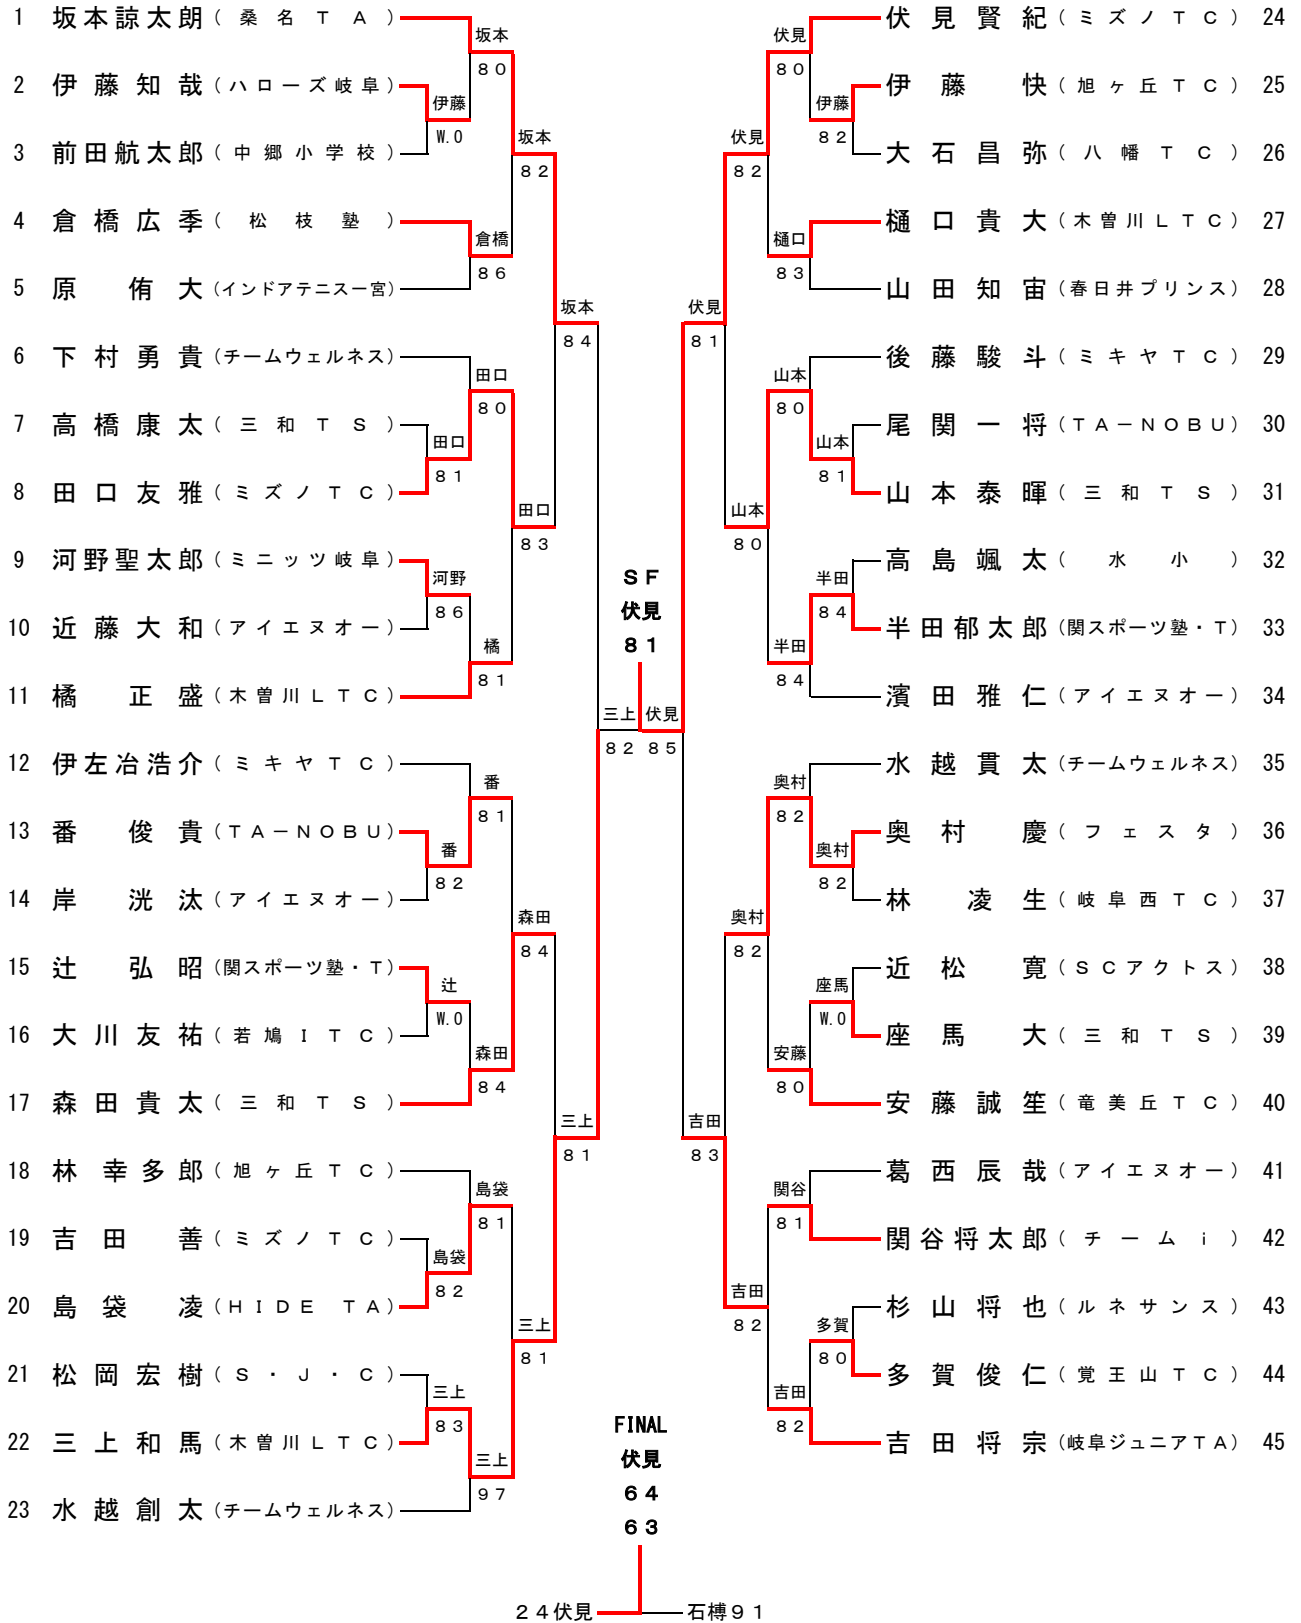 1 坂本諒太朗 (桑名ＴＡ)
坂本
80
2 伊藤知哉 (ハローズ岐阜)
伊藤
W.0
3 前田航太郎 (中郷小学校)
坂本
82
4 倉橋広季 (松枝塾)
倉橋
86
5 原侑大 (インドアテニス一宮)
坂本
84
6 下村勇貴 (チームウェルネス)
田口
80
7 高橋康太 (三和ＴＳ)
田口
81
8 田口友雅 (ミズノＴＣ)
田口
83
9 河野聖太郎 (ミニッツ岐阜)
河野
86
10 近藤大和 (アイエヌオー)
橘
81
11 橘正盛 (木曽川ＬＴＣ)
三上
82
12 伊左冶浩介 (ミキヤＴＣ)
番
81
13 番俊貴 (ＴＡ－ＮＯＢＵ)
番
82
14 岸洸汰 (アイエヌオー)
森田
84
15 辻弘昭 (関スポーツ塾・Ｔ)
辻
W.0
16 大川友祐 (若鳩ＩＴＣ)
森田
84
17 森田貴太 (三和ＴＳ)
三上
81
18 林幸多郎 (旭ヶ丘ＴＣ)
島袋
81
19 吉田善 (ミズノＴＣ)
島袋
82
20 島袋凌 (ＨＩＤＥ ＴＡ)
三上
81
21 松岡宏樹 (Ｓ・Ｊ・Ｃ)
三上
83
22 三上和馬 (木曽川ＬＴＣ)
三上
97
23 水越創太 (チームウェルネス)
ＳＦ
伏見
８１
伏見
85
伏見賢紀 (ミズノＴＣ) 24
伏見
80
伊藤快 (旭ヶ丘ＴＣ) 25
伊藤
82
大石昌弥 (八幡ＴＣ) 26
伏見
82
樋口貴大 (木曽川ＬＴＣ) 27
樋口
83
山田知宙 (春日井プリンス) 28
伏見
81
後藤駿斗 (ミキヤＴＣ) 29
山本
80
尾関一将 (ＴＡ－ＮＯＢＵ) 30
山本
81
山本泰暉 (三和ＴＳ) 31
山本
80
高島颯太 (水小) 32
半田
84
半田郁太郎 (関スポーツ塾・Ｔ) 33
半田
84
濱田雅仁 (アイエヌオー) 34
水越貫太 (チームウェルネス) 35
奥村
82
奥村慶 (フェスタ) 36
奥村
82
林凌生 (岐阜西ＴＣ) 37
奥村
82
近松寛 (ＳＣアクトス) 38
座馬
W.0
座馬大 (三和ＴＳ) 39
安藤
80
安藤誠笙 (竜美丘ＴＣ) 40
吉田
83
葛西辰哉 (アイエヌオー) 41
関谷
81
関谷将太郎 (チームｉ) 42
吉田
82
杉山将也 (ルネサンス) 43
多賀
80
多賀俊仁 (覚王山ＴＣ) 44
吉田
82
吉田将宗 (岐阜ジュニアＴＡ) 45
FINAL
伏見
６４
６３
２４伏見 石榑９１